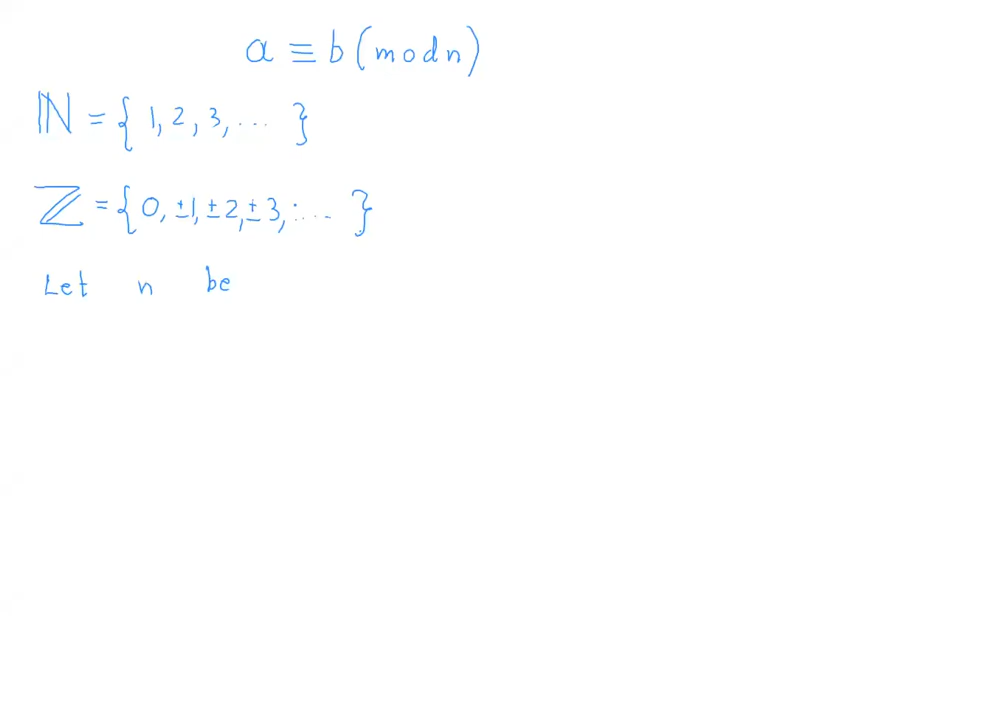 a ≡ b (mod n)
ℕ = { 1, 2, 3, ... }
ℤ = { 0, ±1, ±2, ±3, .... }
Let n be